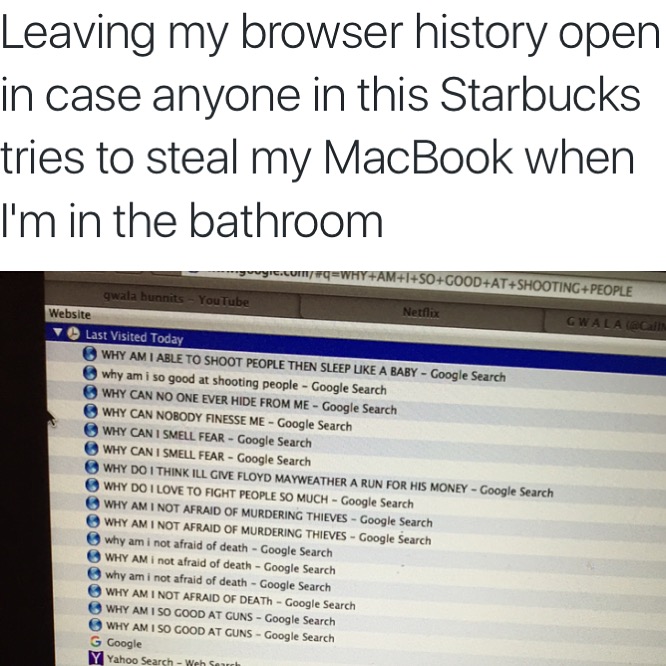 Leaving my browser history open
in case anyone in this Starbucks
tries to steal my MacBook when
I'm in the bathroom
.com/#q=WHY+AM+I+SO+GOOD+AT+SHOOTING+PEOPLE
qwala bunnits - YouTube Netflix GWALA
Website
Last Visited Today
WHY AM I ABLE TO SHOOT PEOPLE THEN SLEEP LIKE A BABY - Google Search
why am i so good at shooting people - Google Search
WHY CAN NO ONE EVER HIDE FROM ME - Google Search
WHY CAN NOBODY FINESSE ME - Google Search
WHY CAN I SMELL FEAR - Google Search
WHY CAN I SMELL FEAR - Google Search
WHY DO I THINK ILL GIVE FLOYD MAYWEATHER A RUN FOR HIS MONEY - Google Search
WHY DO I LOVE TO FIGHT PEOPLE SO MUCH - Google Search
WHY AM I NOT AFRAID OF MURDERING THIEVES - Google Search
WHY AM I NOT AFRAID OF MURDERING THIEVES - Google Search
why am i not afraid of death - Google Search
WHY AM i not afraid of death - Google Search
why am i not afraid of death - Google Search
WHY AM I NOT AFRAID OF DEATh - Google Search
WHY AM I SO GOOD AT GUNS - Google Search
WHY AM I SO GOOD AT GUNS - Google Search
G Google
Y Yahoo Search - Web Search